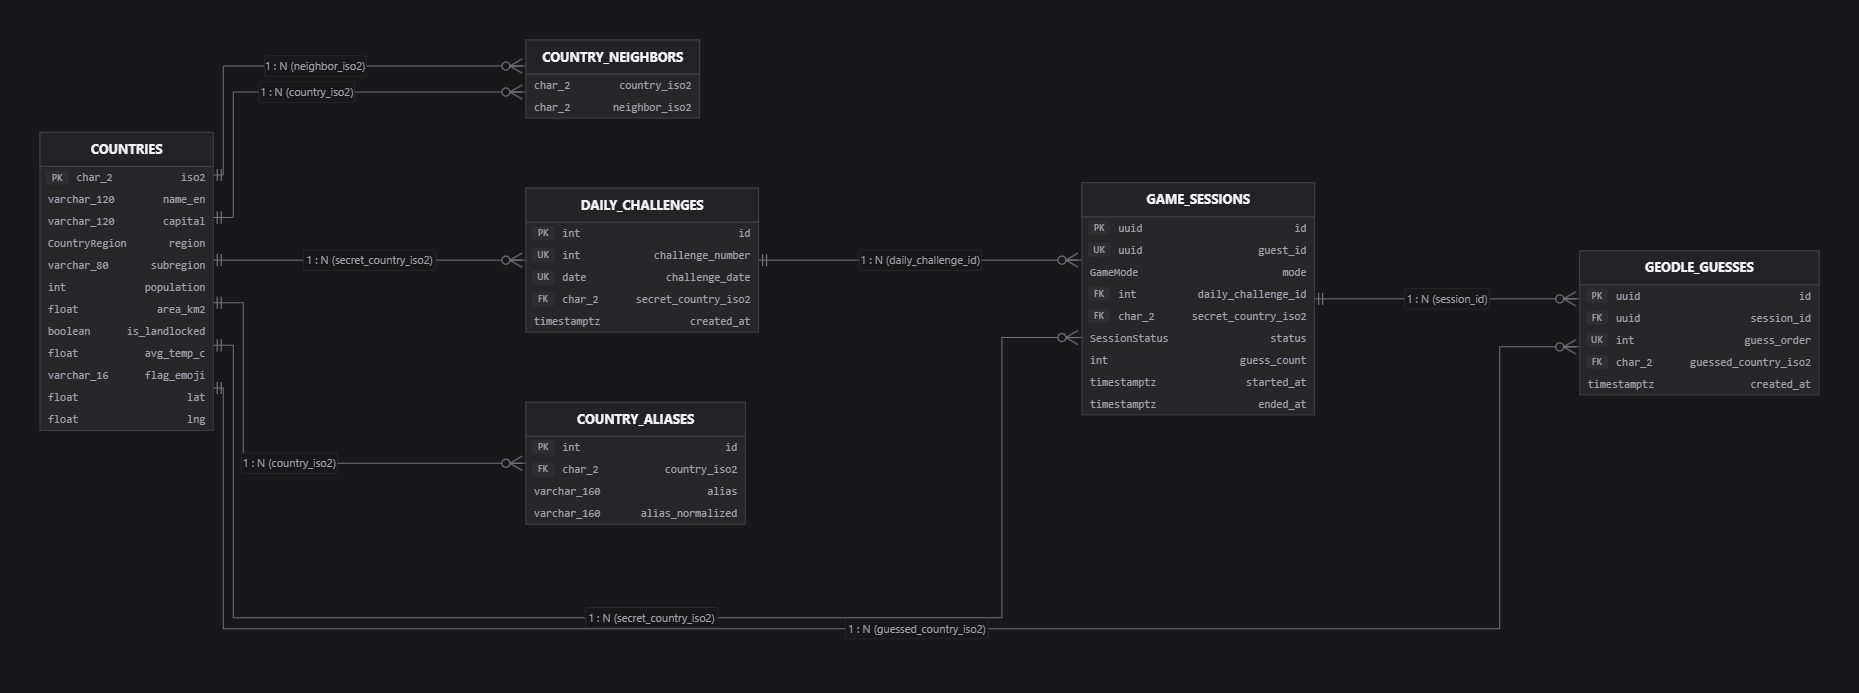 COUNTRY_NEIGHBORS
char_2 country_iso2
char_2 neighbor_iso2
1 : N (neighbor_iso2)
1 : N (country_iso2)
COUNTRIES
PK char_2 iso2
varchar_120 name_en
varchar_120 capital
CountryRegion region
varchar_80 subregion
int population
float area_km2
boolean is_landlocked
float avg_temp_c
varchar_16 flag_emoji
float lat
float lng
1 : N (secret_country_iso2)
DAILY_CHALLENGES
PK int id
UK int challenge_number
UK date challenge_date
FK char_2 secret_country_iso2
timestamptz created_at
1 : N (daily_challenge_id)
GAME_SESSIONS
PK uuid id
UK uuid guest_id
GameMode mode
FK int daily_challenge_id
FK char_2 secret_country_iso2
SessionStatus status
int guess_count
timestamptz started_at
timestamptz ended_at
1 : N (session_id)
GEODLE_GUESSES
PK uuid id
FK uuid session_id
UK int guess_order
FK char_2 guessed_country_iso2
timestamptz created_at
1 : N (country_iso2)
COUNTRY_ALIASES
PK int id
FK char_2 country_iso2
varchar_160 alias
varchar_160 alias_normalized
1 : N (secret_country_iso2)
1 : N (guessed_country_iso2)